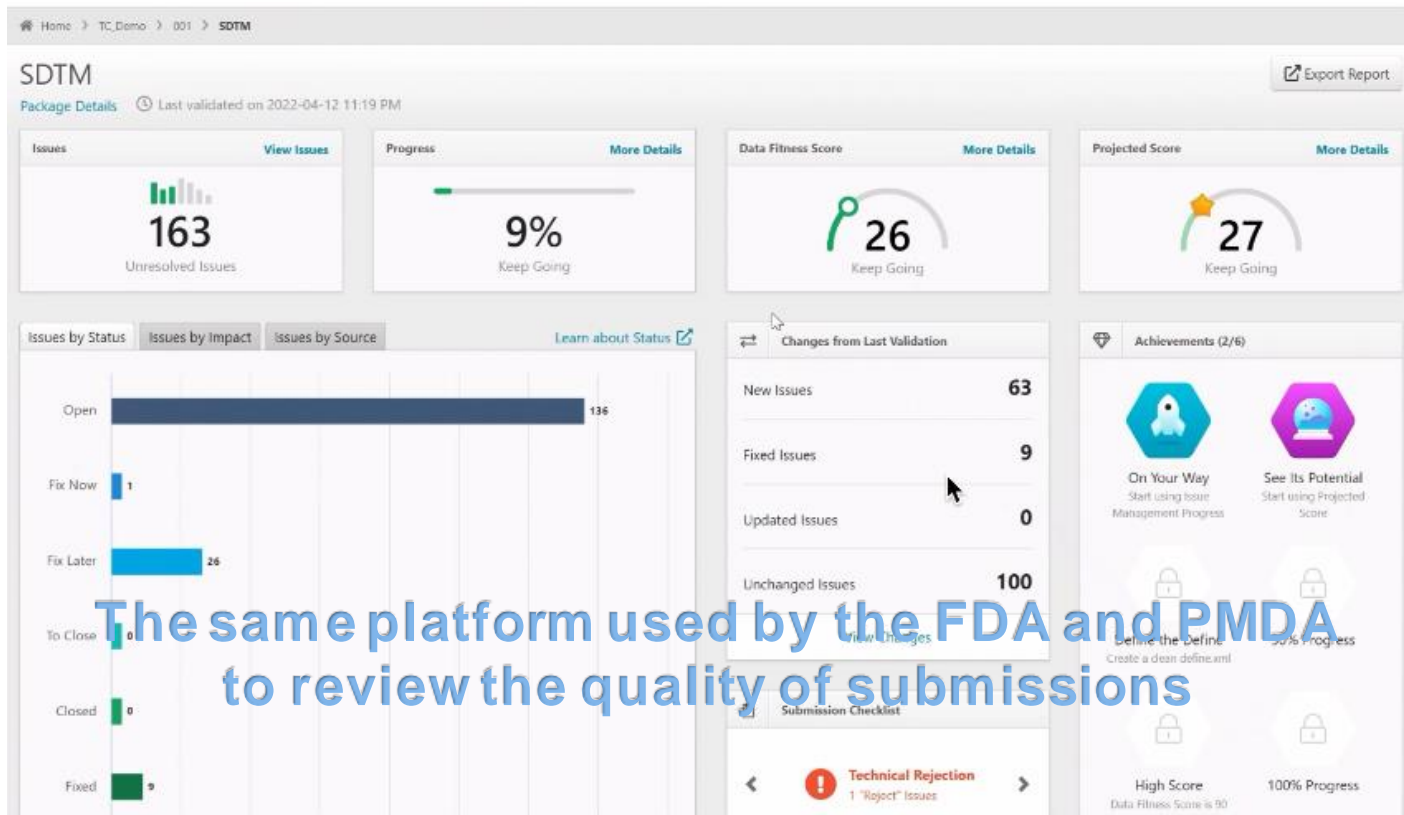 Home > TC_Demo > 001 > SDTM
SDTM
Export Report
Package Details Last validated on 2022-04-12 11:19 PM
Issues View Issues
163
Unresolved Issues
Progress More Details
9%
Keep Going
Data Fitness Score More Details
26
Keep Going
Projected Score More Details
27
Keep Going
Issues by Status Issues by Impact Issues by Source Learn about Status
Open 136
Fix Now 1
Fix Later 26
To Close 0
Closed 0
Fixed 9
Changes from Last Validation
New Issues 63
Fixed Issues 9
Updated Issues 0
Unchanged Issues 100
View Changes
Submission Checklist
Technical Rejection
1 "Reject" Issues
Achievements (2/6)
On Your Way
Start using Issue
Management Progress
See Its Potential
Start using Projected
Score
Define the Define
Create a clean define.xml
Progress
High Score
Data Fitness Score is 90
100% Progress
The same platform used by the FDA and PMDA
to review the quality of submissions